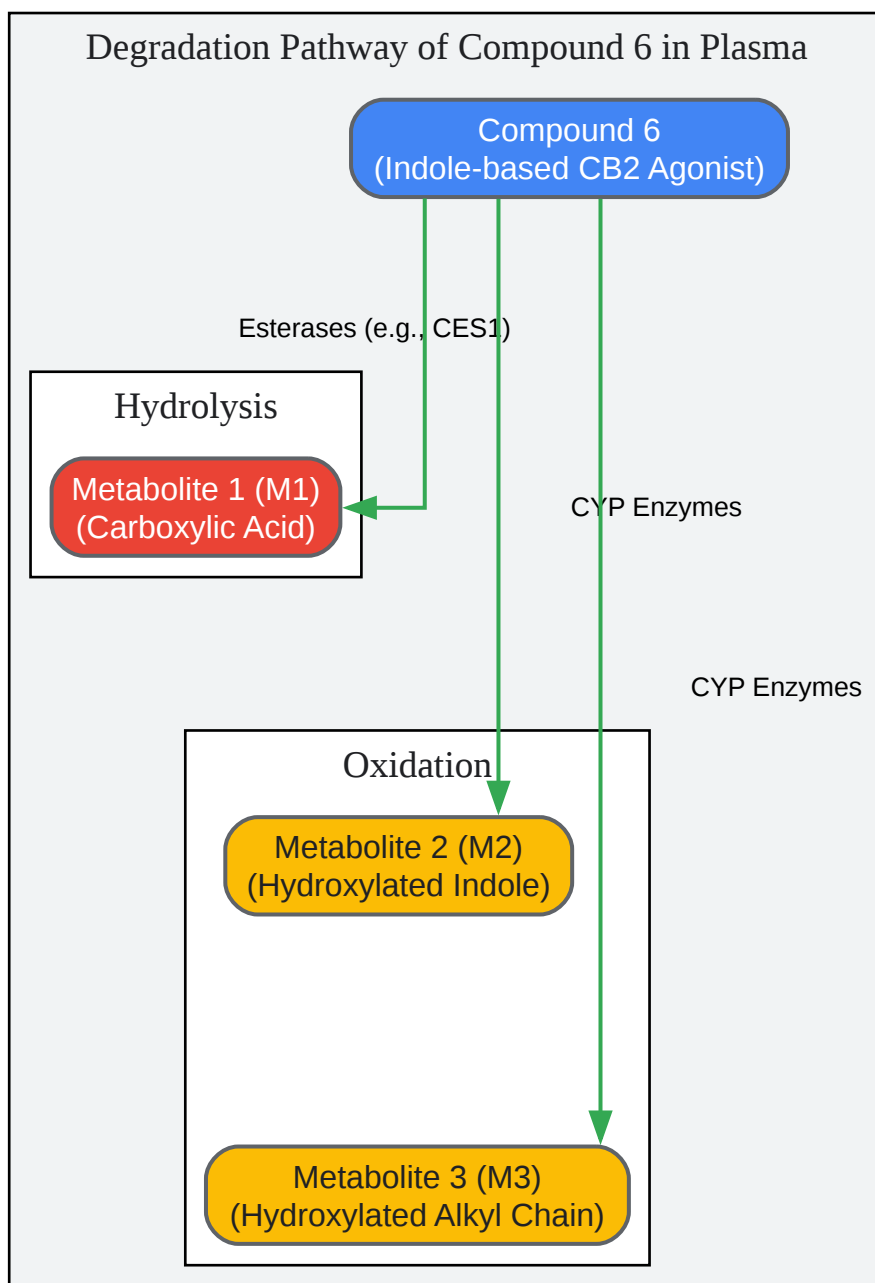 Degradation Pathway of Compound 6 in Plasma
Compound 6
(Indole-based CB2 Agonist)
Esterases (e.g., CES1)
Hydrolysis
Metabolite 1 (M1)
(Carboxylic Acid)
CYP Enzymes
CYP Enzymes
Oxidation
Metabolite 2 (M2)
(Hydroxylated Indole)
Metabolite 3 (M3)
(Hydroxylated Alkyl Chain)